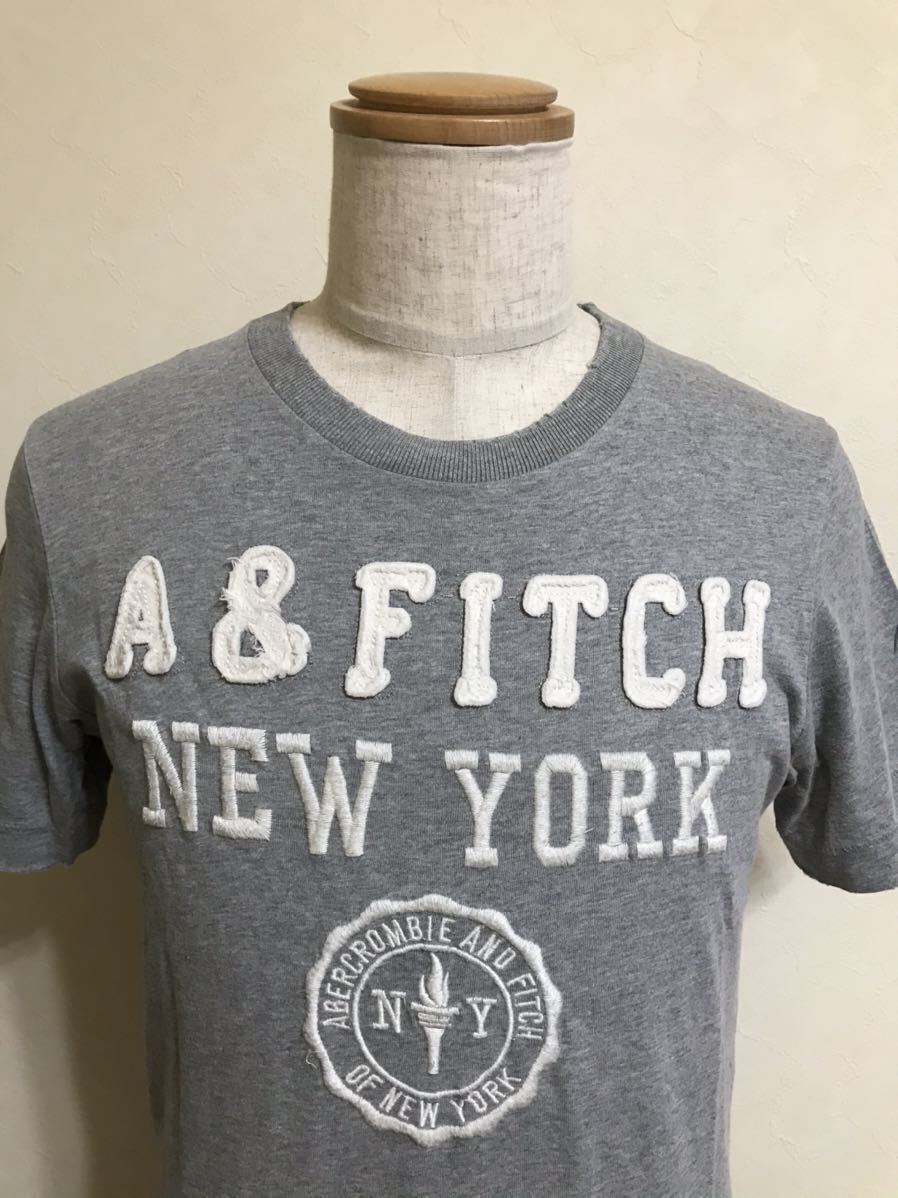 A & FITCH
NEW YORK
ABERCROMBIE AND FITCH
N Y
OF NEW YORK